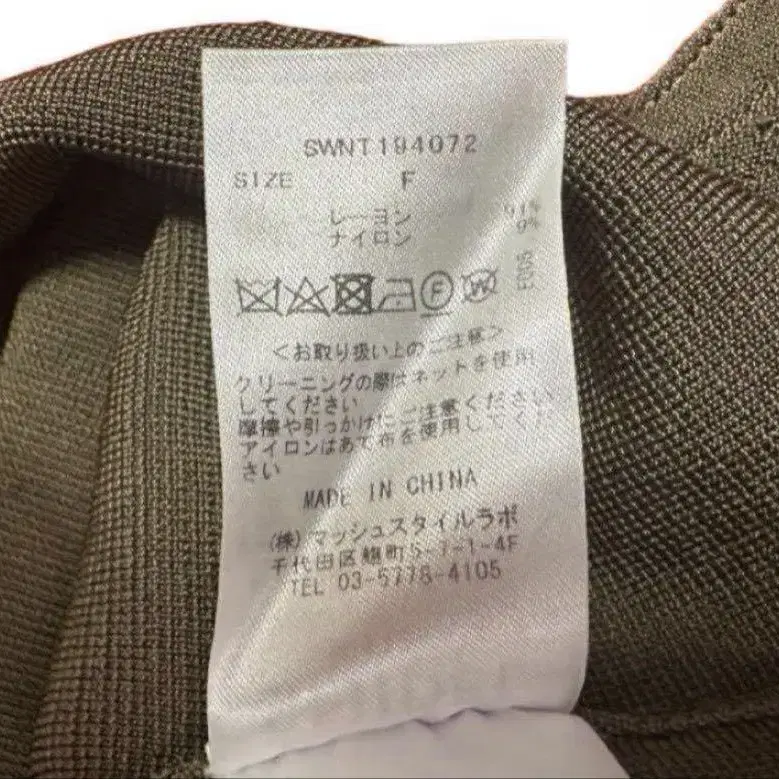 SWNT194072
SIZE F
レーヨン 91%
ナイロン 9%
F
W
<お取り扱い上のご注意>
クリーニングの際はネットを使用
してください
摩擦や引っかけにご注意ください
アイロンはあて布を使用してくだ
さい
MADE IN CHINA
(株)マッシュスタイルラボ
千代田区麹町5-7-1-4F
TEL 03-5778-4105